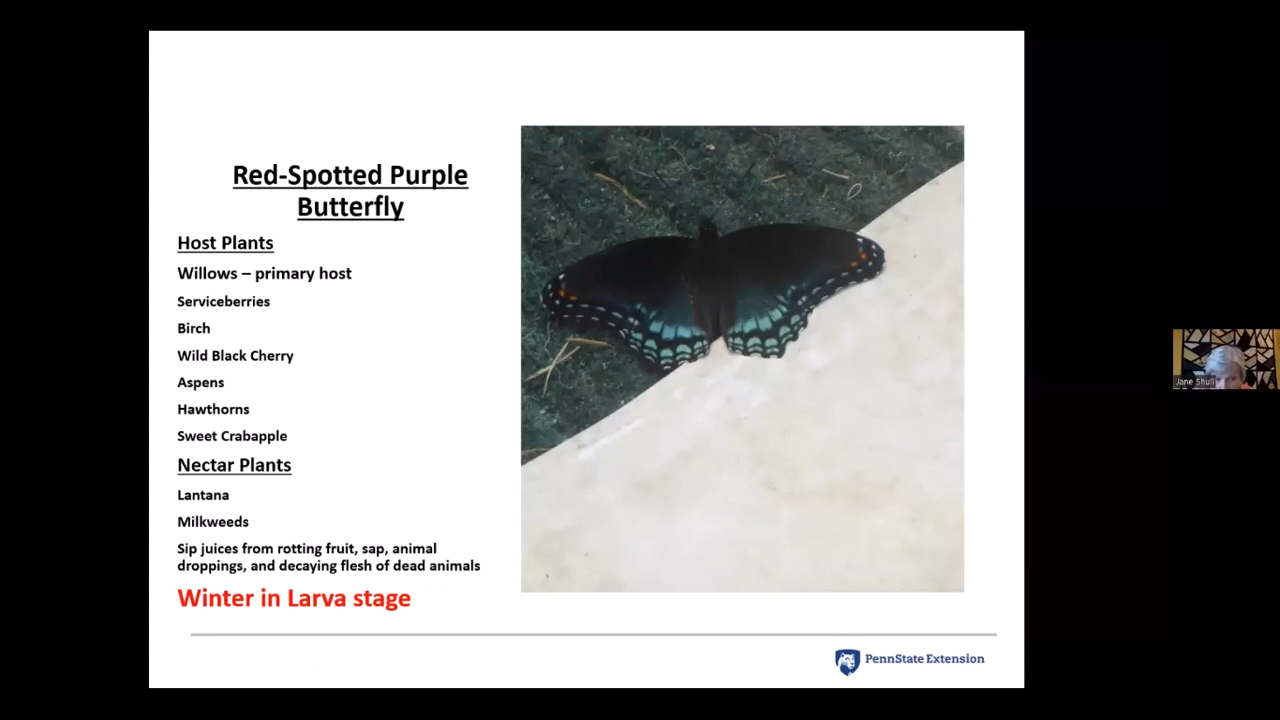 Red-Spotted Purple
Butterfly
Host Plants
Willows – primary host
Serviceberries
Birch
Wild Black Cherry
Aspens
Hawthorns
Sweet Crabapple
Nectar Plants
Lantana
Milkweeds
Sip juices from rotting fruit, sap, animal
droppings, and decaying flesh of dead animals
Winter in Larva stage
PennState Extension
Jane Shull